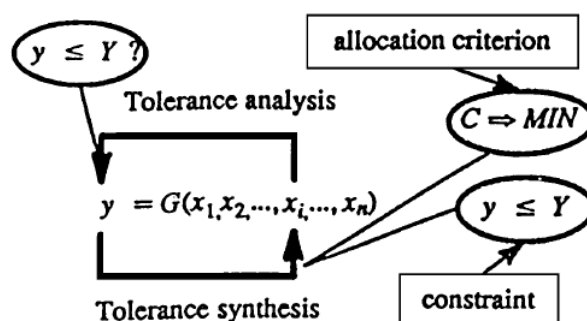 y ≤ Y ?
allocation criterion
Tolerance analysis
C ⇒ MIN
y = G(x₁,x₂,...,xᵢ,...,xₙ)
y ≤ Y
Tolerance synthesis
constraint